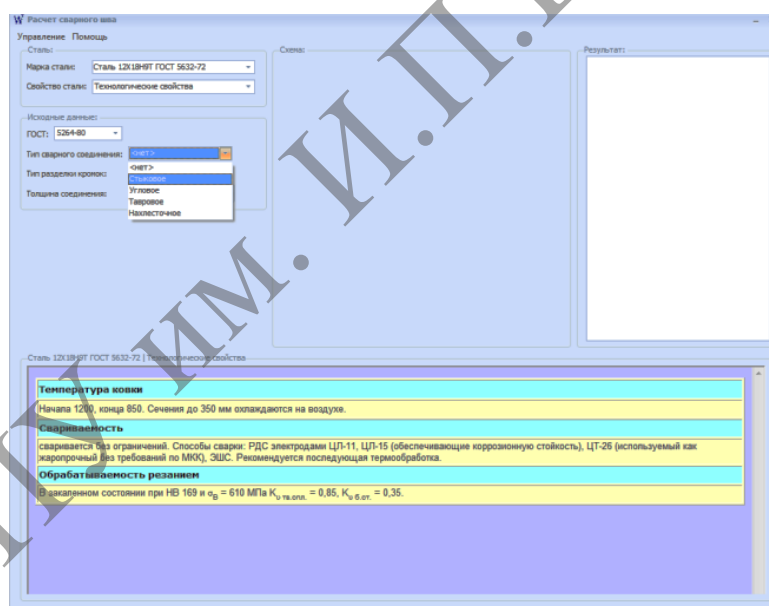 Расчет сварного шва
Управление Помощь
Сталь:
Марка стали: Сталь 12Х18Н9Т ГОСТ 5632-72
Свойство стали: Технологические свойства
Исходные данные:
ГОСТ: 5264-80
Тип сварного соединения: <нет>
<нет>
Стыковое
Угловое
Тавровое
Нахлесточное
Тип разделки кромок:
Толщина соединения:
Схема:
Результат:
Сталь 12Х18Н9Т ГОСТ 5632-72 | Технологические свойства
Температура ковки
Начала 1200, конца 850. Сечения до 350 мм охлаждаются на воздухе.
Свариваемость
сваривается без ограничений. Способы сварки: РДС электродами ЦЛ-11, ЦЛ-15 (обеспечивающие коррозионную стойкость), ЦТ-26 (используемый как
жаропрочный без требований по МКК), ЭШС. Рекомендуется последующая термообработка.
Обрабатываемость резанием
В закаленном состоянии при НВ 169 и σB = 610 МПа Kυ тв.спл. = 0,85, Kυ б.ст. = 0,35.
ТУ ИМ. И.П.